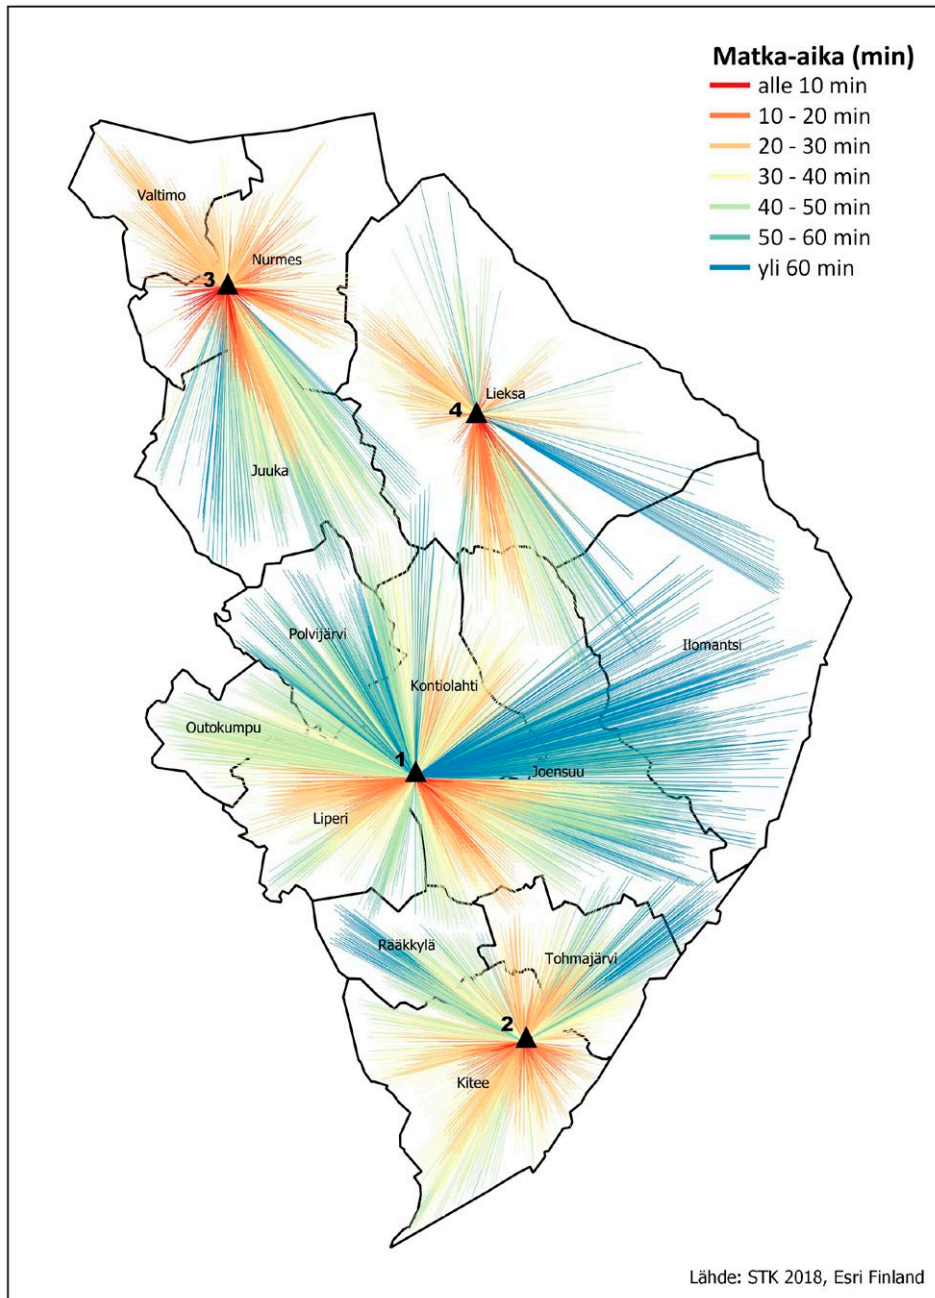 Matka-aika (min)
alle 10 min
10 - 20 min
20 - 30 min
30 - 40 min
40 - 50 min
50 - 60 min
yli 60 min
Valtimo
Nurmes
3
Lieksa
4
Juuka
Polvijärvi
Ilomantsi
Kontiolahti
Outokumpu
1
Joensuu
Liperi
Rääkkylä
Tohmajärvi
2
Kitee
Lähde: STK 2018, Esri Finland